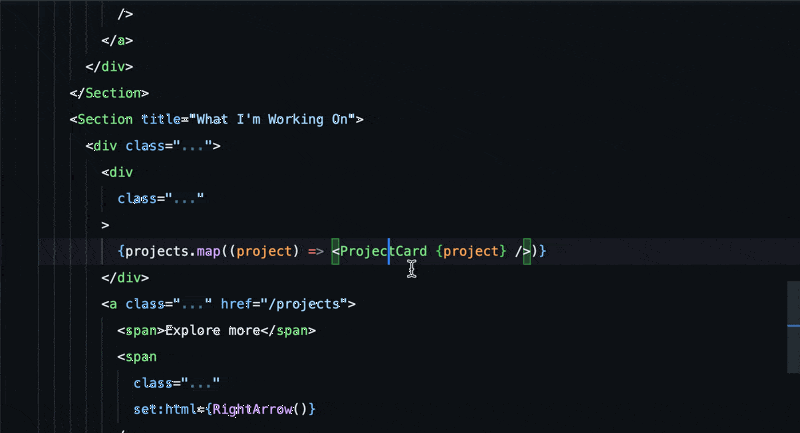 />
</a>
</div>
</Section>
<Section title="What I'm Working On">
<div class="...">
<div
class="..."
>
{projects.map((project) => <ProjectCard {project} />)}
</div>
<a class="..." href="/projects">
<span>Explore more</span>
<span
class="..."
set:html={RightArrow()}